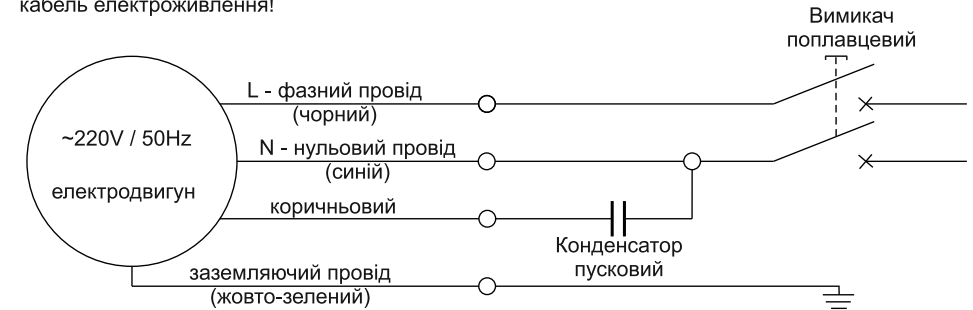 кабель електроживлення!
Вимикач
поплавцевий
L - фазний провід
(чорний)
~220V / 50Hz
N - нульовий провід
(синій)
електродвигун
коричньовий
Конденсатор
пусковий
заземляючий провід
(жовто-зелений)